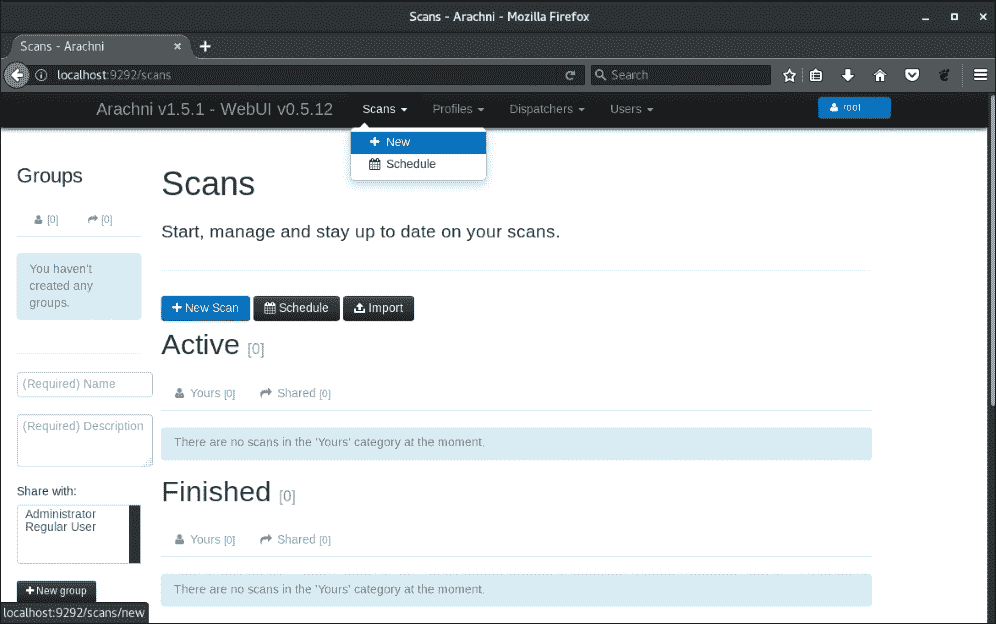 Scans - Arachni - Mozilla Firefox
Scans - Arachni
localhost:9292/scans
Search
Arachni v1.5.1 - WebUI v0.5.12
Scans
Profiles
Dispatchers
Users
root
New
Schedule
Groups
[0]
[0]
You haven't
created any
groups.
(Required) Name
(Required) Description
Share with:
Administrator
Regular User
New group
Scans
Start, manage and stay up to date on your scans.
New Scan
Schedule
Import
Active [0]
Yours [0]
Shared [0]
There are no scans in the 'Yours' category at the moment.
Finished [0]
Yours [0]
Shared [0]
There are no scans in the 'Yours' category at the moment.
localhost:9292/scans/new